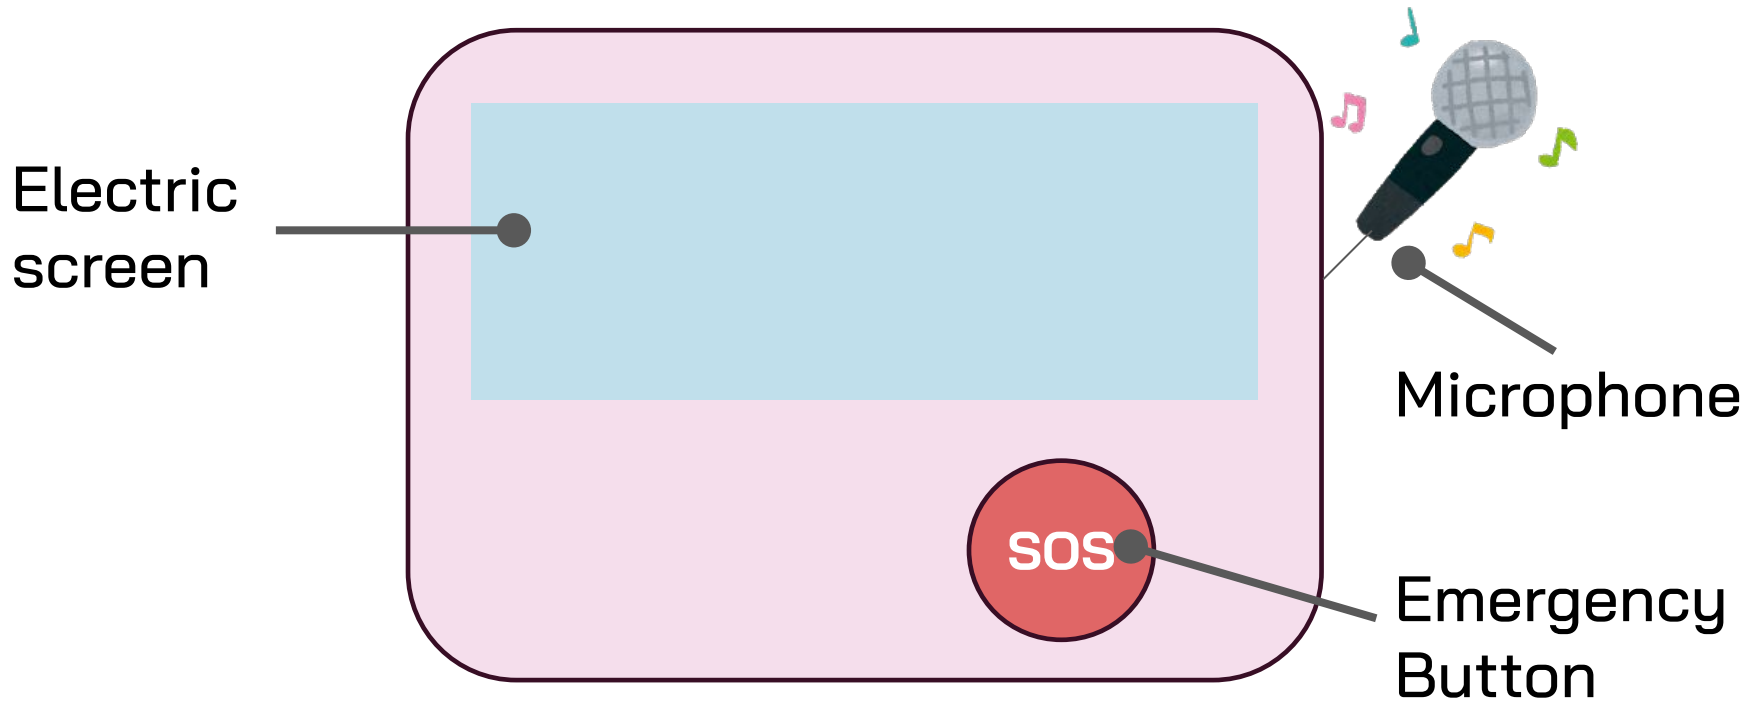 Electric
screen
Microphone
SOS
Emergency
Button